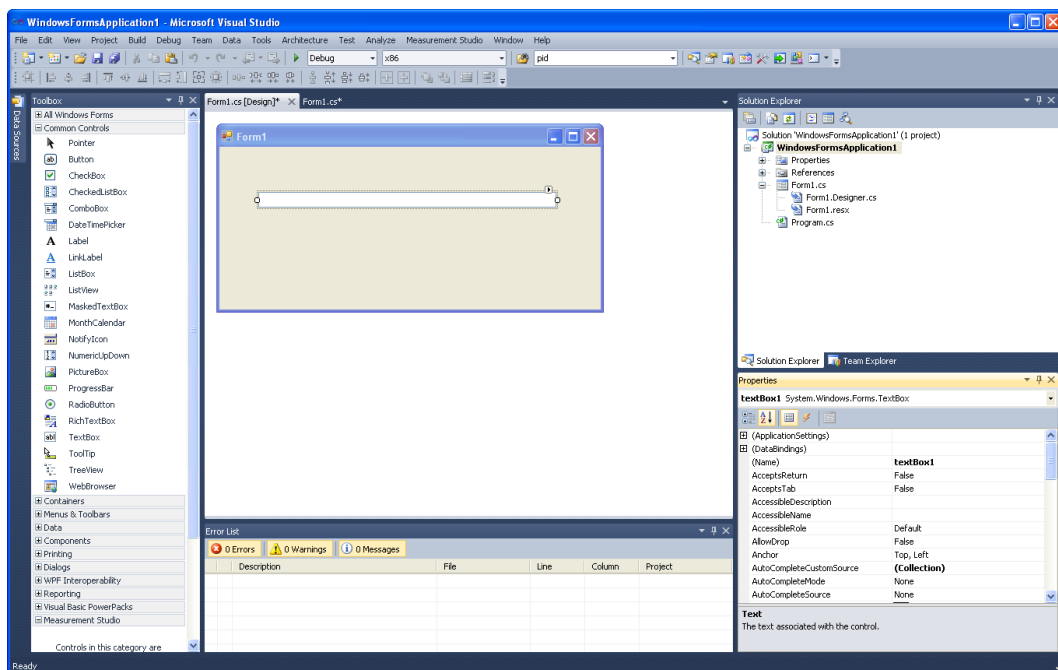 WindowsFormsApplication1 - Microsoft Visual Studio
File Edit View Project Build Debug Team Data Tools Architecture Test Analyze Measurement Studio Window Help
Debug x86 pid
Data Sources
Toolbox
All Windows Forms
Common Controls
Pointer
Button
CheckBox
CheckedListBox
ComboBox
DateTimePicker
Label
LinkLabel
ListBox
ListView
MaskedTextBox
MonthCalendar
NotifyIcon
NumericUpDown
PictureBox
ProgressBar
RadioButton
RichTextBox
TextBox
ToolTip
TreeView
WebBrowser
Containers
Menus & Toolbars
Data
Components
Printing
Dialogs
WPF Interoperability
Reporting
Visual Basic PowerPacks
Measurement Studio
Controls in this category are
Form1.cs [Design]* Form1.cs*
Form1
Error List
0 Errors 0 Warnings 0 Messages
Description File Line Column Project
Solution Explorer
Solution 'WindowsFormsApplication1' (1 project)
WindowsFormsApplication1
Properties
References
Form1.cs
Form1.Designer.cs
Form1.resx
Program.cs
Solution Explorer Team Explorer
Properties
textBox1 System.Windows.Forms.TextBox
(ApplicationSettings)
(DataBindings)
(Name) textBox1
AcceptsReturn False
AcceptsTab False
AccessibleDescription
AccessibleName
AccessibleRole Default
AllowDrop False
Anchor Top, Left
AutoCompleteCustomSource (Collection)
AutoCompleteMode None
AutoCompleteSource None
Text
The text associated with the control.
Ready